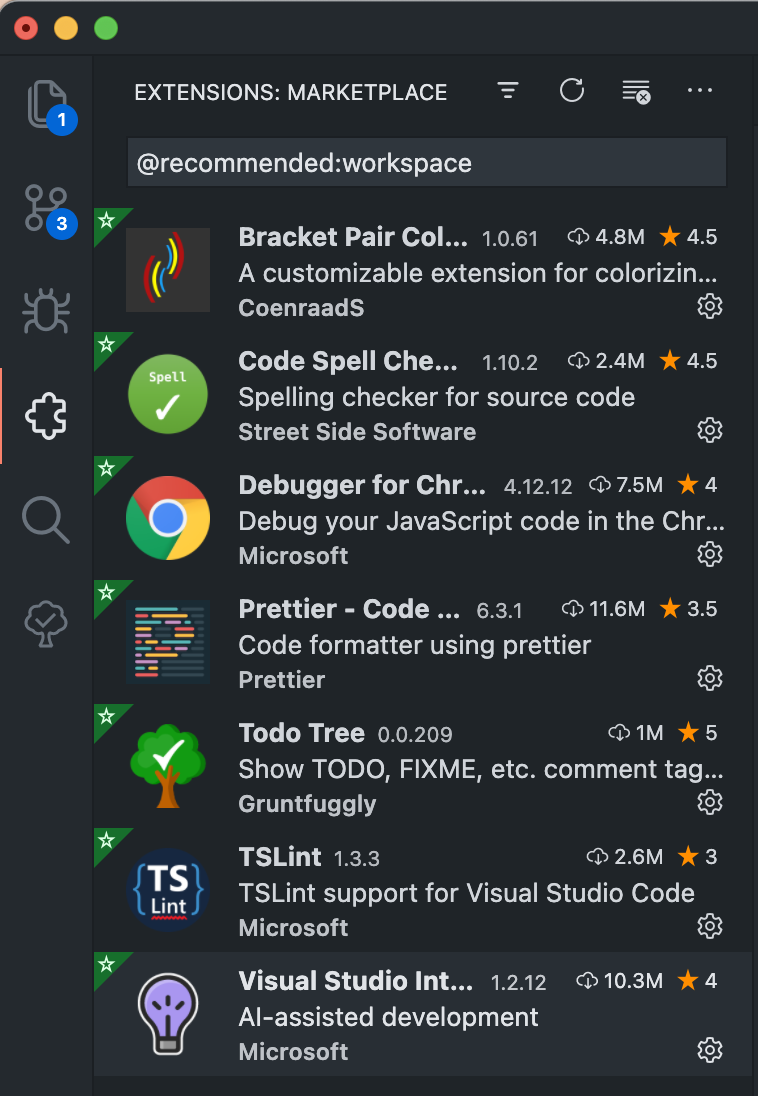 EXTENSIONS: MARKETPLACE
1
@recommended:workspace
3
Bracket Pair Col... 1.0.61 4.8M 4.5
A customizable extension for colorizin...
CoenraadS
Code Spell Che... 1.10.2 2.4M 4.5
Spell
Spelling checker for source code
Street Side Software
Debugger for Chr... 4.12.12 7.5M 4
Debug your JavaScript code in the Chr...
Microsoft
Prettier - Code ... 6.3.1 11.6M 3.5
Code formatter using prettier
Prettier
Todo Tree 0.0.209 1M 5
Show TODO, FIXME, etc. comment tag...
Gruntfuggly
TSLint 1.3.3 2.6M 3
{TS
Lint}
TSLint support for Visual Studio Code
Microsoft
Visual Studio Int... 1.2.12 10.3M 4
AI-assisted development
Microsoft